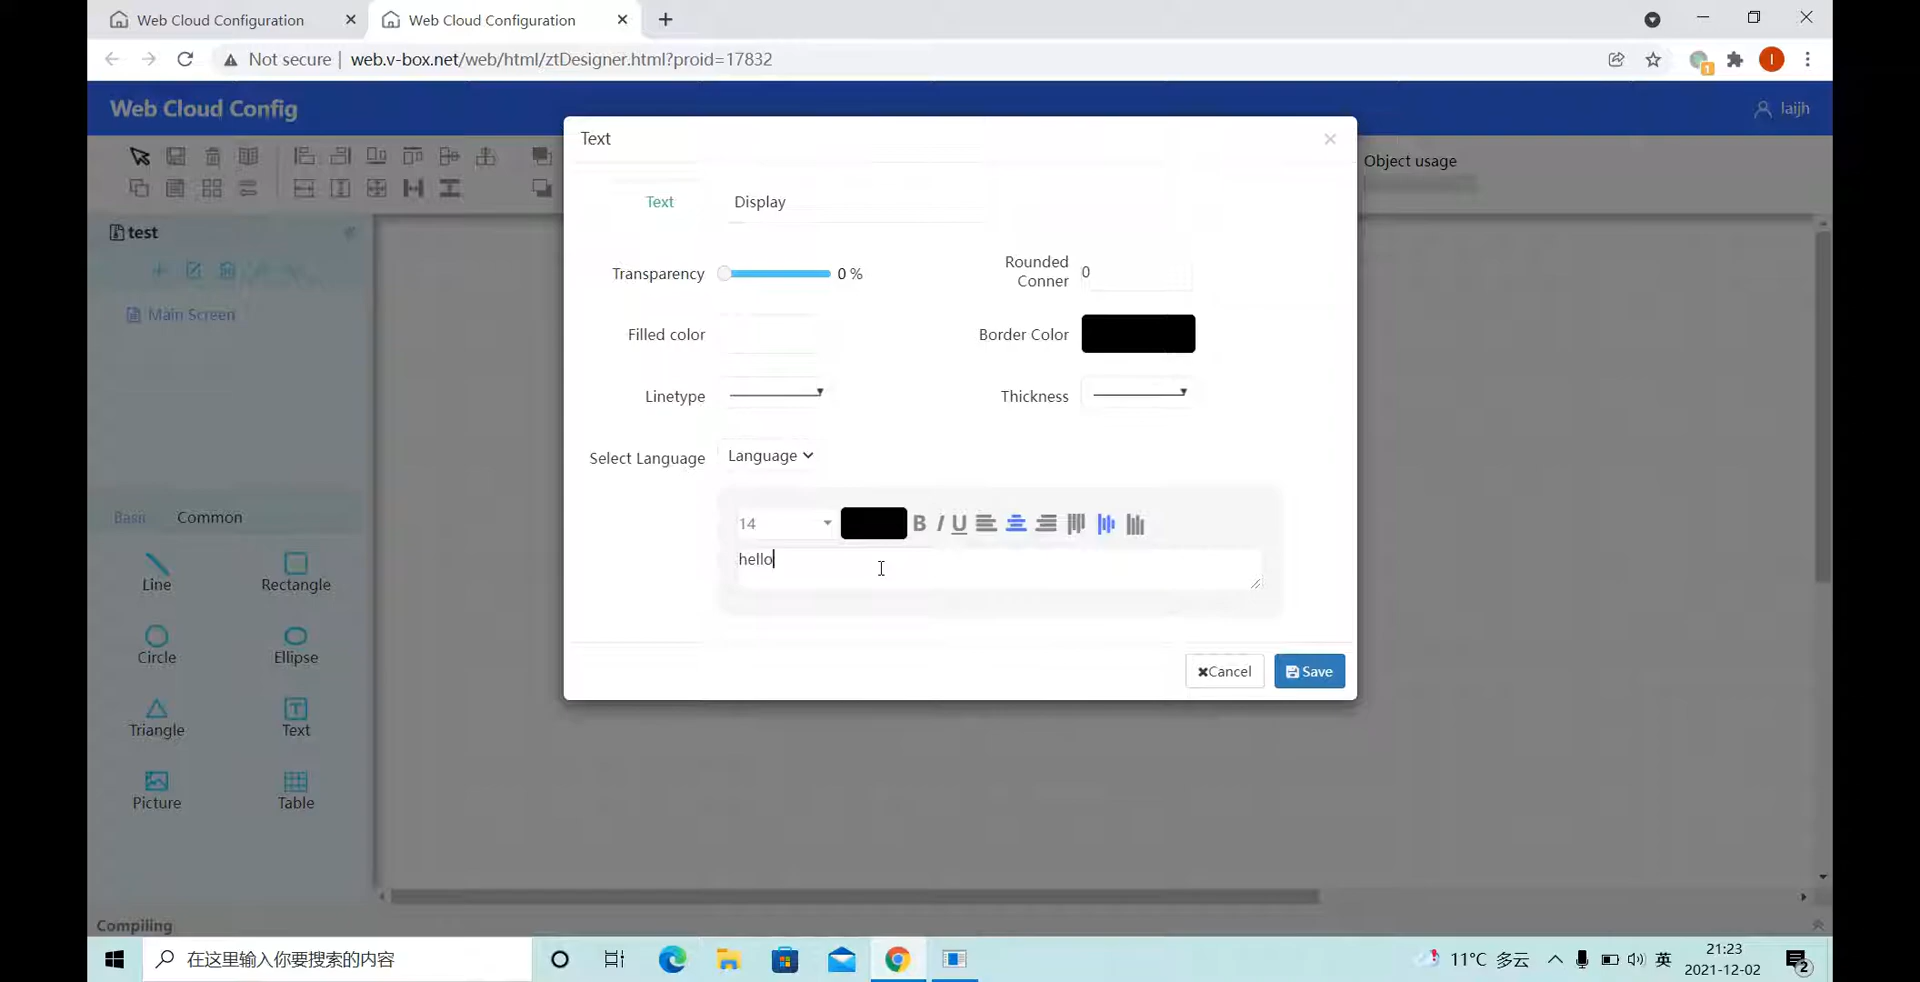 Web Cloud Configuration
Web Cloud Configuration
Not secure
web.v-box.net/web/html/ztDesigner.html?proid=17832
1
I
Web Cloud Config
laijh
Object usage
Text
Text
Display
Transparency
0 %
Rounded Conner
0
Filled color
Border Color
Linetype
Thickness
Select Language
Language
14
B I U
hello
Cancel
Save
test
Main Screen
Basic
Common
Line
Rectangle
Circle
Ellipse
Triangle
Text
Picture
Table
Compiling
在这里输入你要搜索的内容
11°C 多云
英
21:23
2021-12-02
2